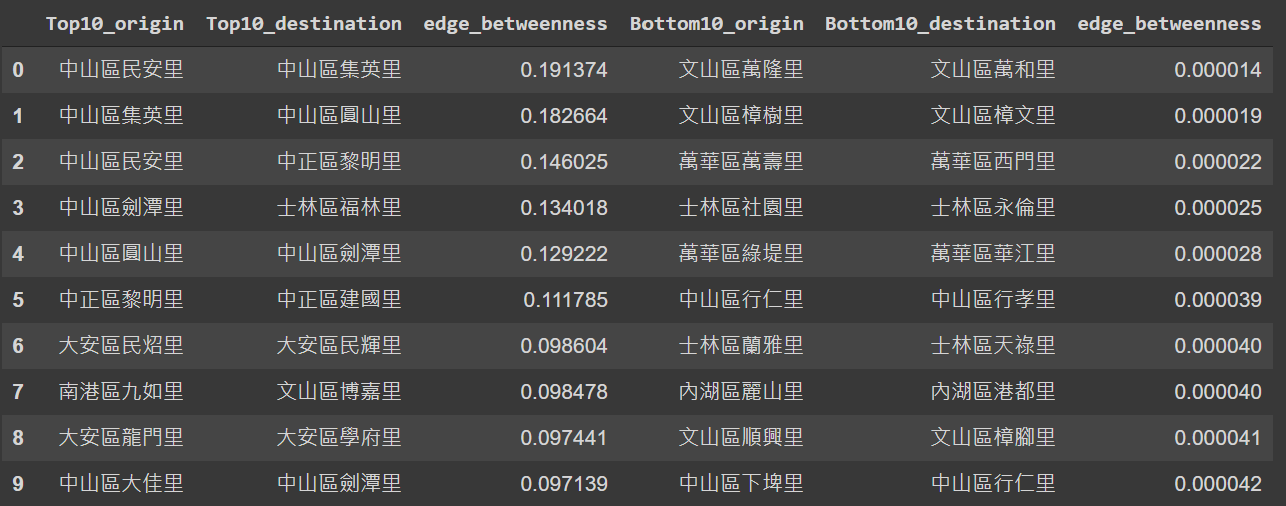 Top10_origin Top10_destination edge_betweenness Bottom10_origin Bottom10_destination edge_betweenness
0 中山區民安里 中山區集英里 0.191374 文山區萬隆里 文山區萬和里 0.000014
1 中山區集英里 中山區圓山里 0.182664 文山區樟樹里 文山區樟文里 0.000019
2 中山區民安里 中正區黎明里 0.146025 萬華區萬壽里 萬華區西門里 0.000022
3 中山區劍潭里 士林區福林里 0.134018 士林區社園里 士林區永倫里 0.000025
4 中山區圓山里 中山區劍潭里 0.129222 萬華區綠堤里 萬華區華江里 0.000028
5 中正區黎明里 中正區建國里 0.111785 中山區行仁里 中山區行孝里 0.000039
6 大安區民炤里 大安區民輝里 0.098604 士林區蘭雅里 士林區天祿里 0.000040
7 南港區九如里 文山區博嘉里 0.098478 內湖區麗山里 內湖區港都里 0.000040
8 大安區龍門里 大安區學府里 0.097441 文山區順興里 文山區樟腳里 0.000041
9 中山區大佳里 中山區劍潭里 0.097139 中山區下埤里 中山區行仁里 0.000042